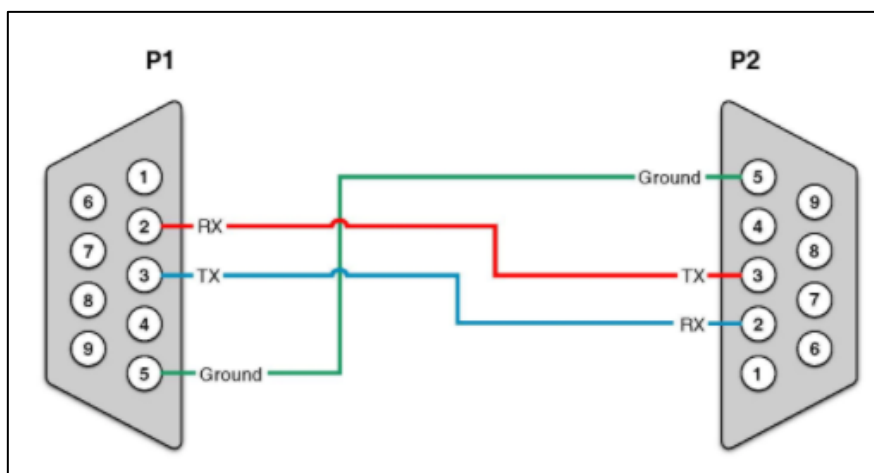 P1 P2
1 Ground 5
6 9
2 RX 4
7 8
3 TX TX 3
8 7
4 RX 2
9 6
5 Ground 1